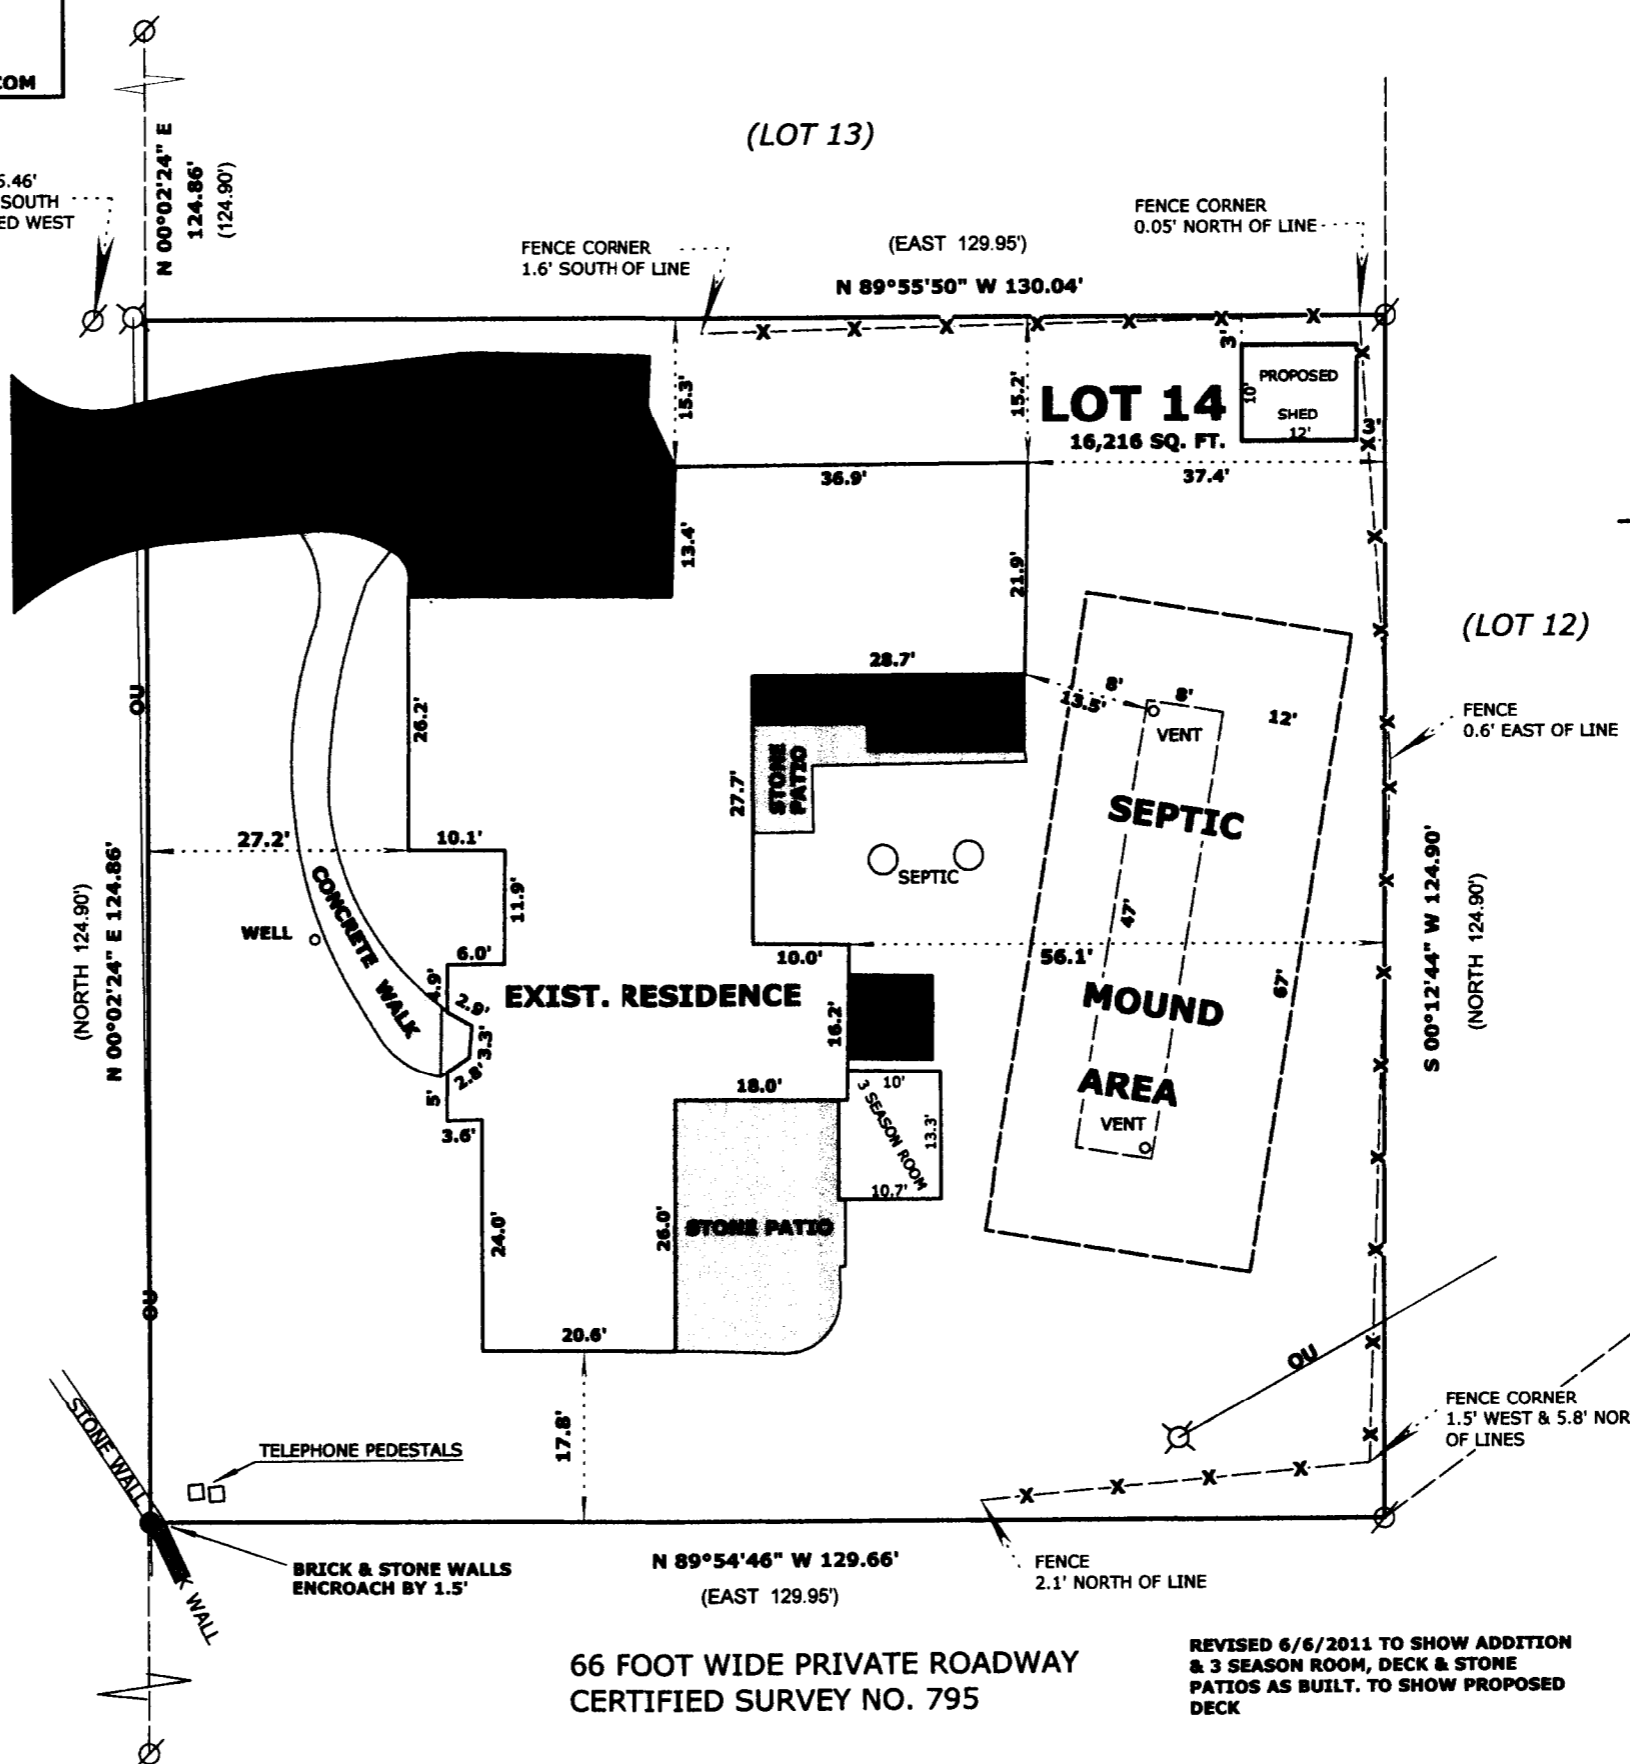 COM
N 00°02'24" E
124.86'
(124.90')
5.46'
SOUTH
ED WEST
(LOT 13)
FENCE CORNER
1.6' SOUTH OF LINE
(EAST 129.95')
N 89°55'50" W 130.04'
FENCE CORNER
0.05' NORTH OF LINE
15.3'
15.2'
LOT 14
16,216 SQ. FT.
3'
10'
PROPOSED
SHED
12'
3'
36.9'
37.4'
13.4'
21.9'
(LOT 12)
28.7'
8'
13.5'
8'
12'
VENT
FENCE
0.6' EAST OF LINE
OU
26.2'
STONE
PATIO
27.7'
SEPTIC
27.2'
10.1'
SEPTIC
(NORTH 124.90')
N 00°02'24" E 124.86'
CONCRETE WALK
11.9'
WELL
47'
S 00°12'44" W 124.90'
(NORTH 124.90')
6.0'
10.0'
56.1'
4.9'
2.9'
EXIST. RESIDENCE
MOUND
67'
3.3'
2.8'
16.2'
5'
18.0'
10'
3 SEASON ROOM
13.3'
AREA
VENT
3.6'
10.7'
24.0'
26.0'
STONE PATIO
OU
20.6'
OU
STONE WALL
17.8'
TELEPHONE PEDESTALS
FENCE CORNER
1.5' WEST & 5.8' NOR
OF LINES
BRICK & STONE WALLS
ENCROACH BY 1.5'
N 89°54'46" W 129.66'
(EAST 129.95')
FENCE
2.1' NORTH OF LINE
K WALL
66 FOOT WIDE PRIVATE ROADWAY
CERTIFIED SURVEY NO. 795
REVISED 6/6/2011 TO SHOW ADDITION
& 3 SEASON ROOM, DECK & STONE
PATIOS AS BUILT. TO SHOW PROPOSED
DECK